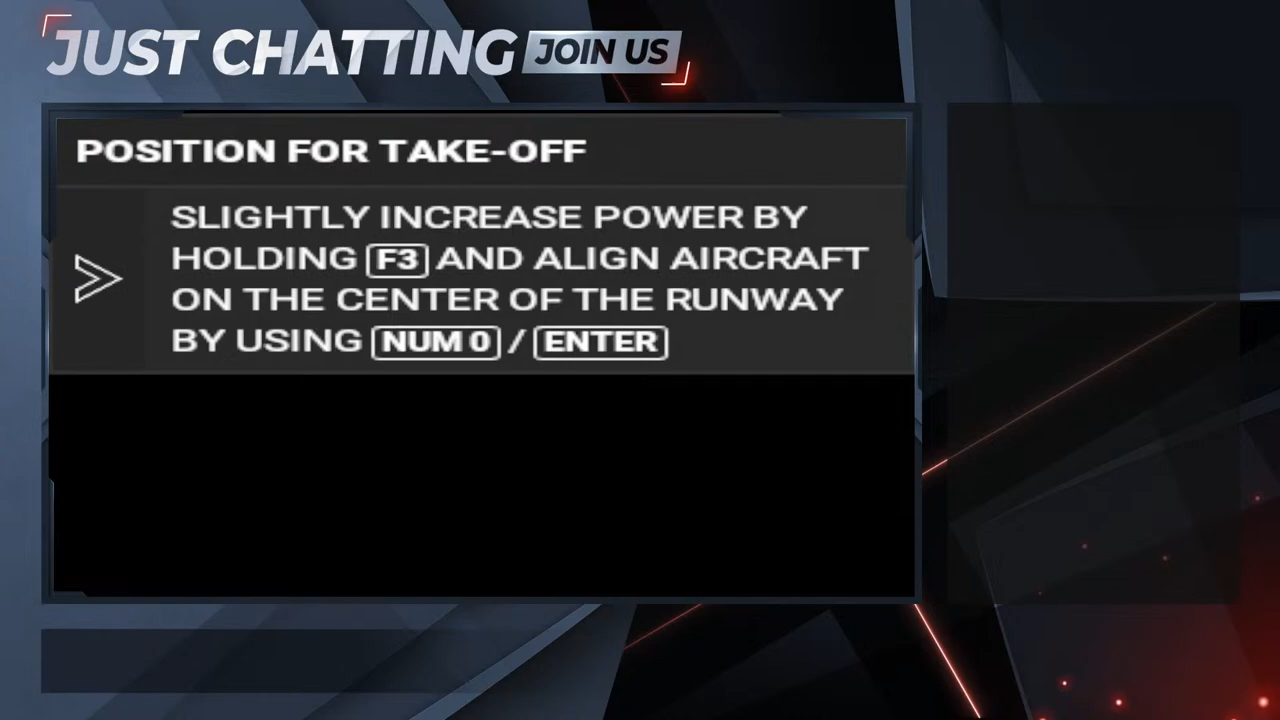 JUST CHATTING JOIN US
POSITION FOR TAKE-OFF
SLIGHTLY INCREASE POWER BY
HOLDING F3 AND ALIGN AIRCRAFT
ON THE CENTER OF THE RUNWAY
BY USING NUM 0 / ENTER